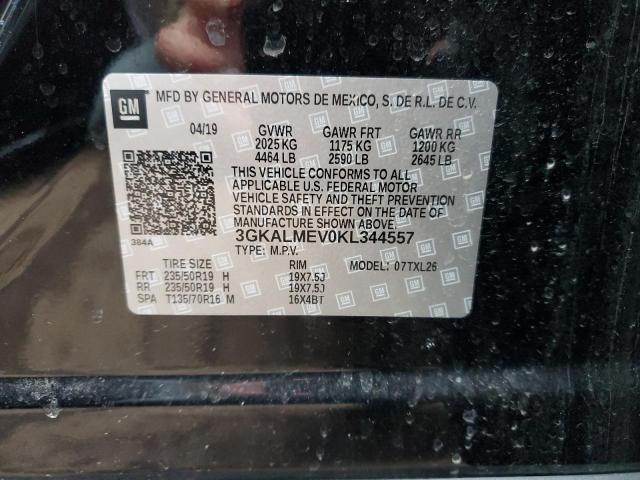 GM MFD BY GENERAL MOTORS DE MEXICO, S. DE R.L. DE C.V.
04/19 GVWR GAWR FRT GAWR RR
2025 KG 1175 KG 1200 KG
4464 LB 2590 LB 2645 LB
THIS VEHICLE CONFORMS TO ALL
APPLICABLE U.S. FEDERAL MOTOR
VEHICLE SAFETY AND THEFT PREVENTION
STANDARDS IN EFFECT ON THE DATE OF
MANUFACTURE SHOWN ABOVE.
384A 3GKALMEV0KL344557
TYPE: M.P.V.
TIRE SIZE RIM MODEL: 07TXL26
FRT 235/50R19 H 19X7.5J
RR 235/50R19 H 19X7.5J
SPA T135/70R16 M 16X4BT